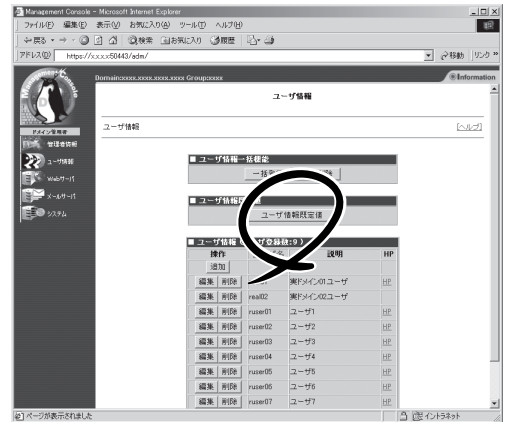 Management Console - Microsoft Internet Explorer
ファイル(F) 編集(E) 表示(V) お気に入り(A) ツール(T) ヘルプ(H)
戻る 検索 お気に入り 履歴
アドレス(D) https://x.x.x.x:50443/adm/ 移動 リンク »
Management Console
Domain:xxxx.xxxx.xxxx.xxxx Group:xxxx Information
ユーザ情報
ドメイン管理者
ユーザ情報 [ヘルプ]
管理者情報
ユーザ情報
Webサーバ
メールサーバ
システム
■ ユーザ情報一括機能
■ ユーザ情報
ユーザ情報既定値
■ ユーザ情報 ザ登録数:9 )
操作 説明 HP
追加
編集 削除 実ドメイン01ユーザ HP
編集 削除 real02 実ドメイン02ユーザ
編集 削除 ruser01 ユーザ1 HP
編集 削除 ruser02 ユーザ2 HP
編集 削除 ruser03 ユーザ3 HP
編集 削除 ruser04 ユーザ4 HP
編集 削除 ruser05 ユーザ5 HP
編集 削除 ruser06 ユーザ6 HP
編集 削除 ruser07 ユーザ7 HP
ページが表示されました イントラネット